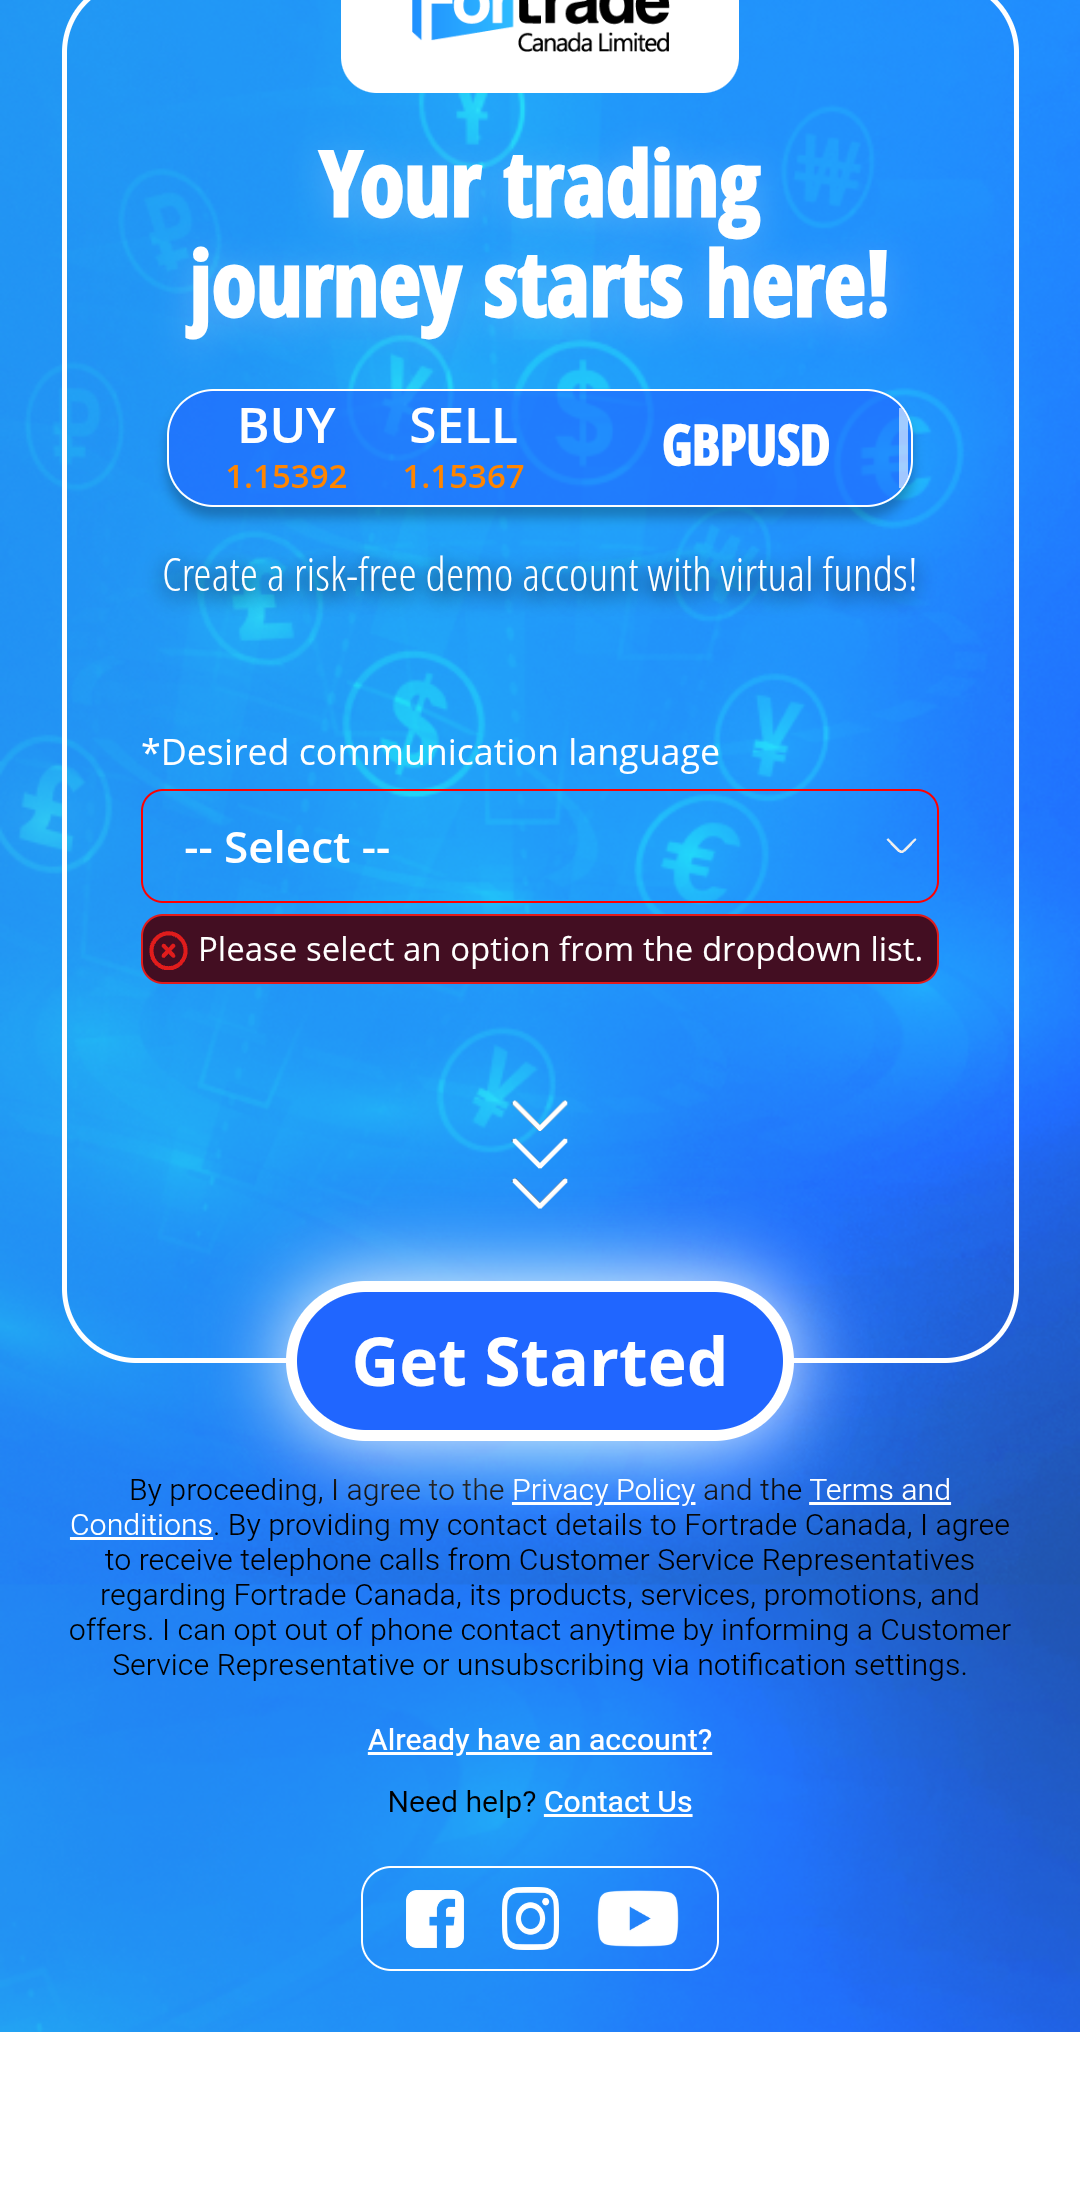 Fortrade
Canada Limited
Your trading
journey starts here!
BUY SELL
1.15392 1.15367
GBPUSD
Create a risk-free demo account with virtual funds!
*Desired communication language
-- Select --
Please select an option from the dropdown list.
Get Started
By proceeding, I agree to the Privacy Policy and the Terms and
Conditions. By providing my contact details to Fortrade Canada, I agree
to receive telephone calls from Customer Service Representatives
regarding Fortrade Canada, its products, services, promotions, and
offers. I can opt out of phone contact anytime by informing a Customer
Service Representative or unsubscribing via notification settings.
Already have an account?
Need help? Contact Us